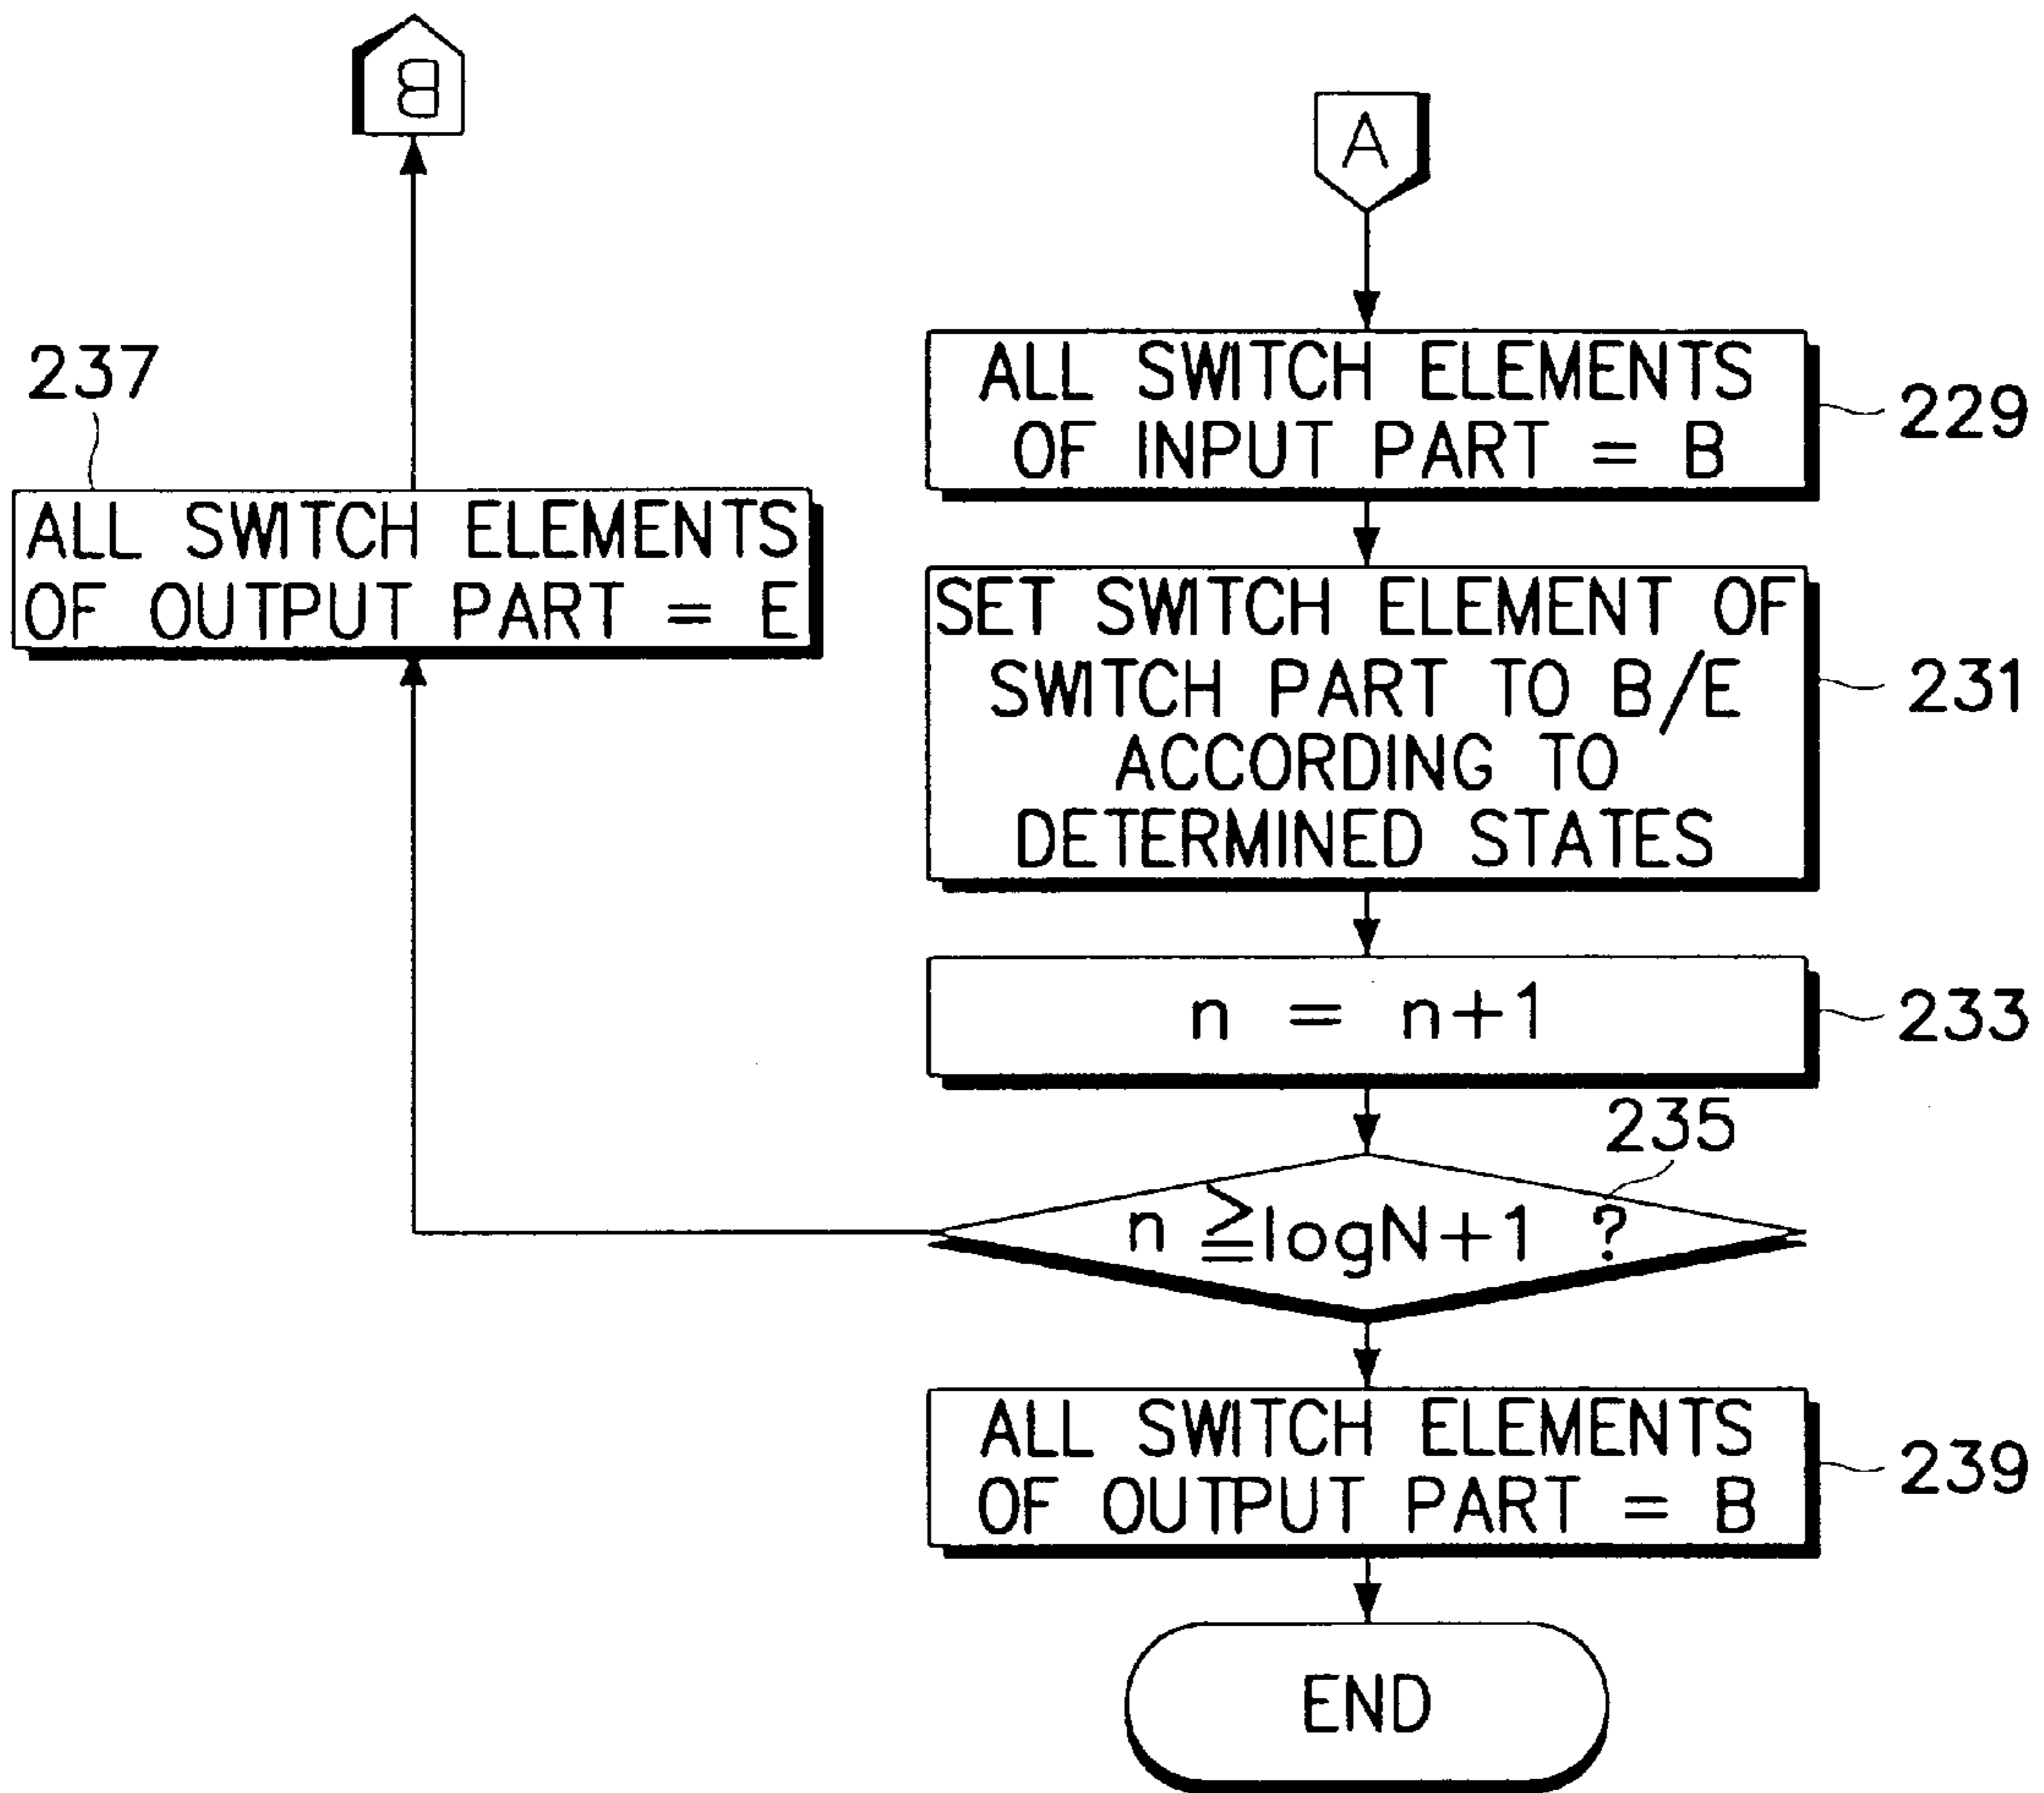 B
A
ALL SWITCH ELEMENTS
OF INPUT PART = B
229
237
ALL SWITCH ELEMENTS
OF OUTPUT PART = E
SET SWITCH ELEMENT OF
SWITCH PART TO B/E
ACCORDING TO
DETERMINED STATES
231
n = n+1
233
235
n ≧logN+1 ?
ALL SWITCH ELEMENTS
OF OUTPUT PART = B
239
END